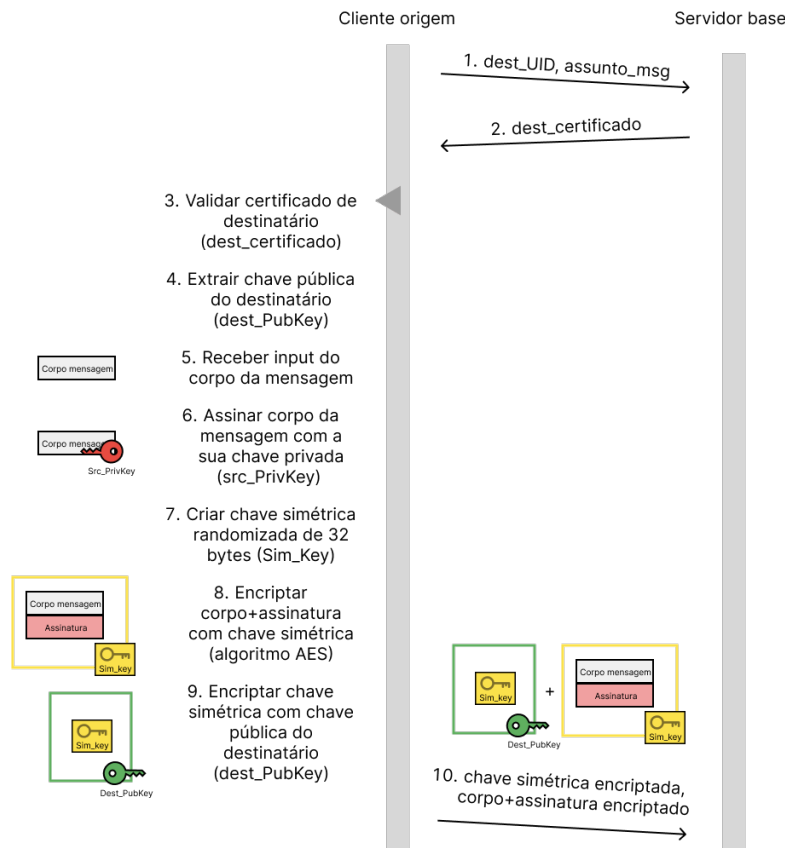 Cliente origem
Servidor base
1. dest_UID, assunto_msg
2. dest_certificado
3. Validar certificado de
destinatário
(dest_certificado)
4. Extrair chave pública
do destinatário
(dest_PubKey)
Corpo mensagem
5. Receber input do
corpo da mensagem
Corpo mensagem
Src_PrivKey
6. Assinar corpo da
mensagem com a
sua chave privada
(src_PrivKey)
7. Criar chave simétrica
randomizada de 32
bytes (Sim_Key)
Corpo mensagem
Assinatura
Sim_key
8. Encriptar
corpo+assinatura
com chave simétrica
(algoritmo AES)
Sim_key
Dest_PubKey
9. Encriptar chave
simétrica com chave
pública do
destinatário
(dest_PubKey)
Sim_key
Dest_PubKey
+
Corpo mensagem
Assinatura
Sim_key
10. chave simétrica encriptada,
corpo+assinatura encriptado